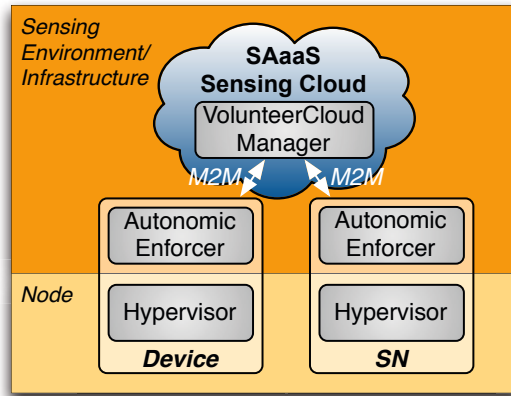 Sensing
Environment/
Infrastructure
SAaaS
Sensing Cloud
VolunteerCloud
Manager
M2M
M2M
Autonomic
Enforcer
Autonomic
Enforcer
Node
Hypervisor
Hypervisor
Device
SN